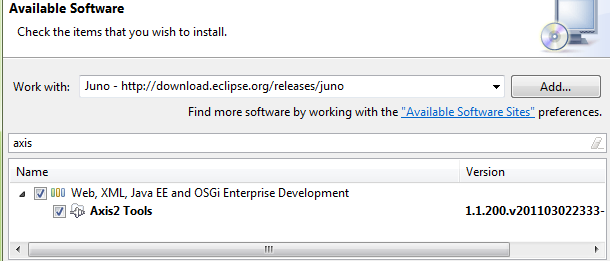 Available Software
Check the items that you wish to install.
Work with: Juno - http://download.eclipse.org/releases/juno Add...
Find more software by working with the "Available Software Sites" preferences.
axis
Name Version
Web, XML, Java EE and OSGi Enterprise Development
Axis2 Tools 1.1.200.v201103022333-